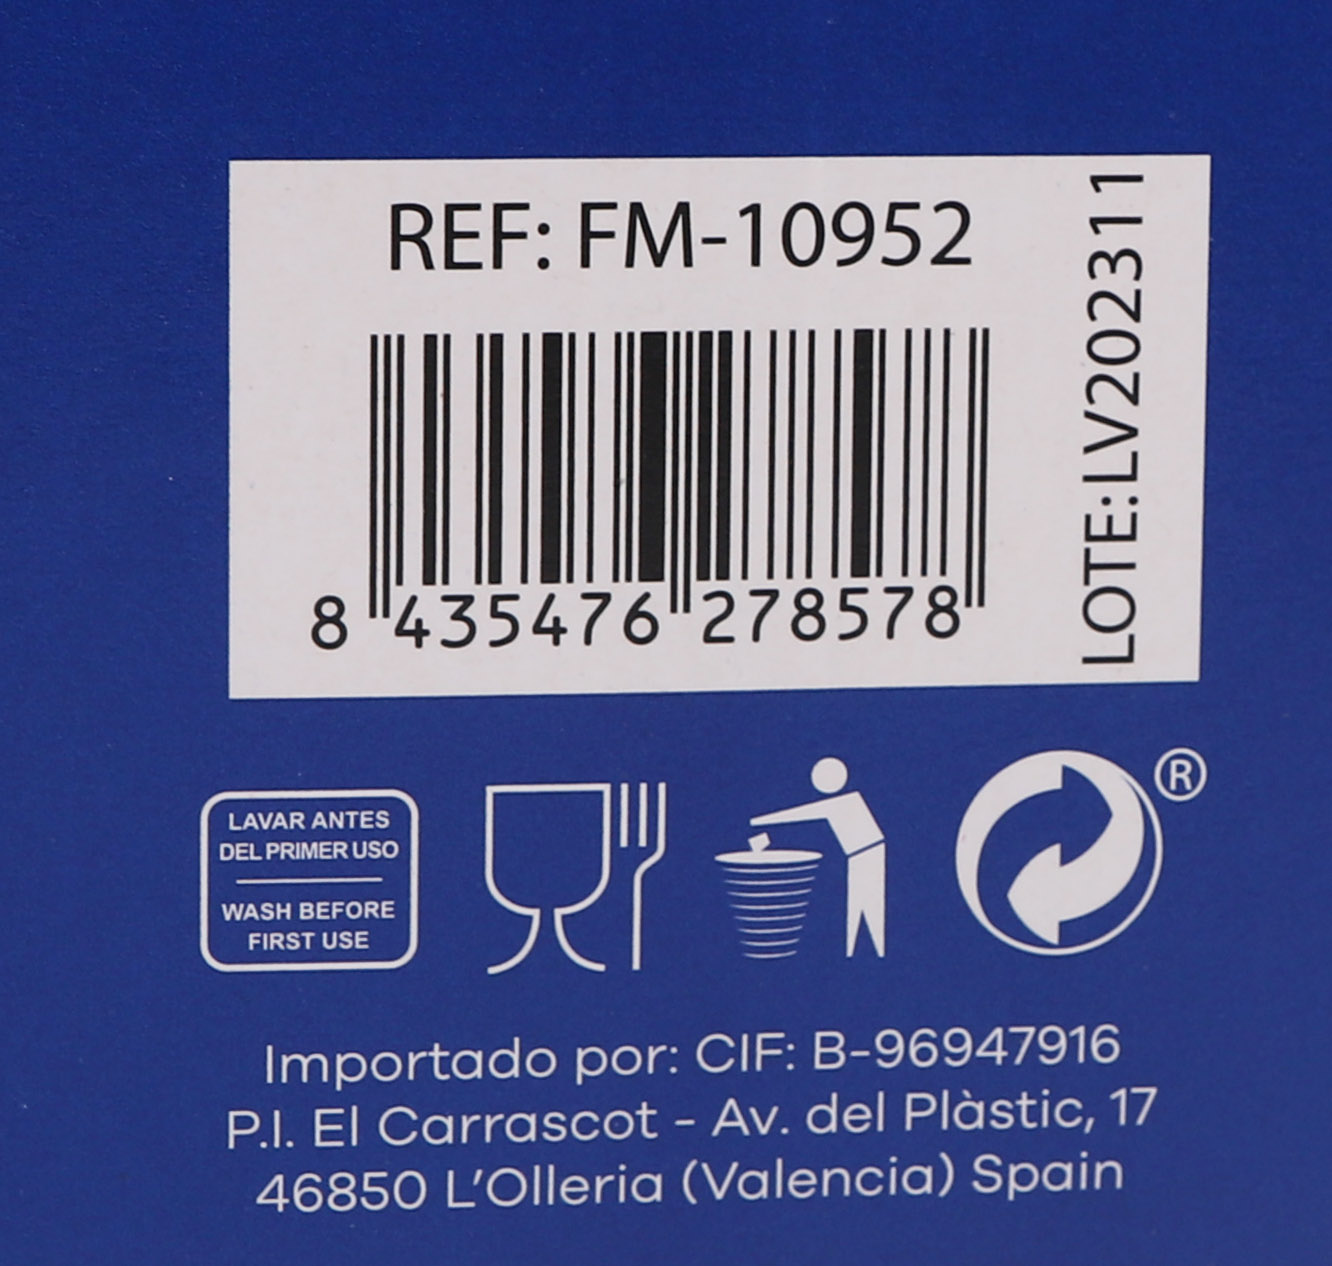 REF: FM-10952
8 435476 278578
LOTE:LV202311
LAVAR ANTES
DEL PRIMER USO
WASH BEFORE
FIRST USE
®
Importado por: CIF: B-96947916
P.I. El Carrascot - Av. del Plàstic, 17
46850 L'Olleria (Valencia) Spain